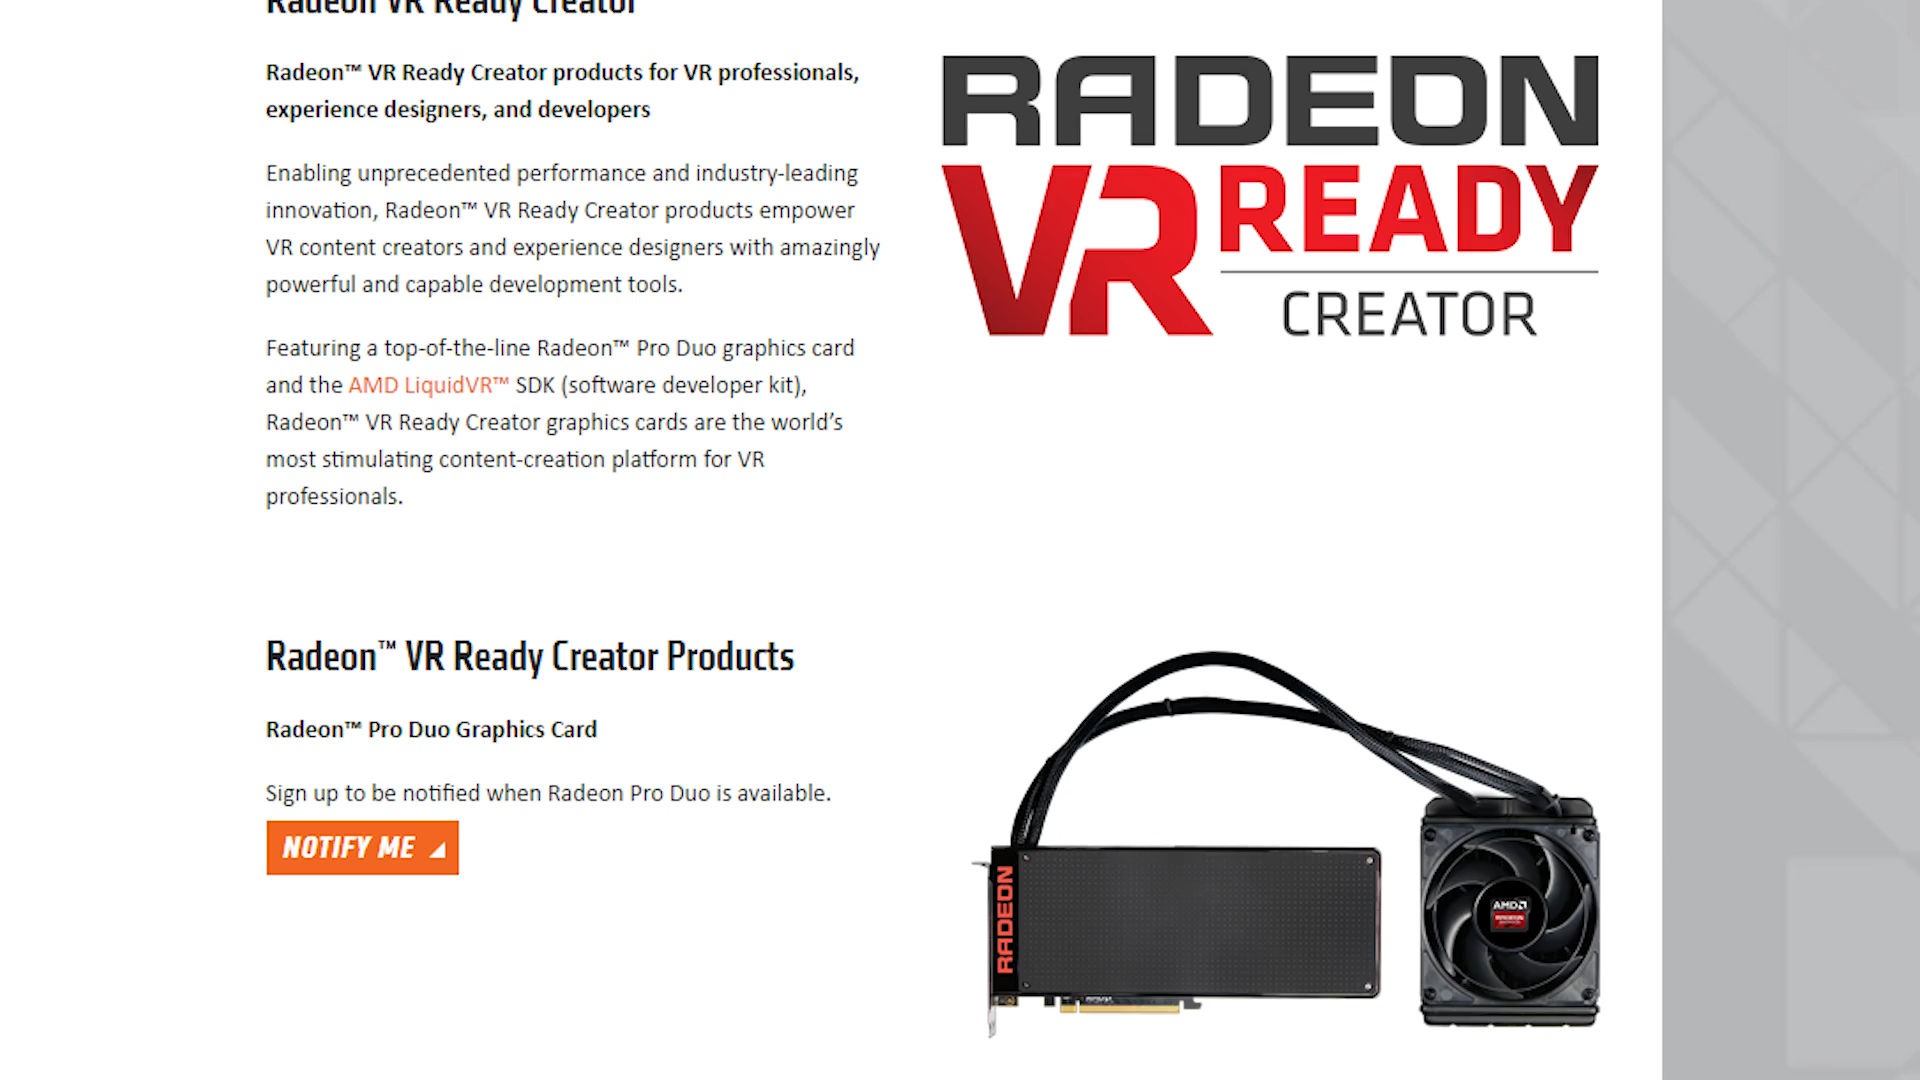 Radeon VR Ready Creator
Radeon™ VR Ready Creator products for VR professionals,
experience designers, and developers
Enabling unprecedented performance and industry-leading
innovation, Radeon™ VR Ready Creator products empower
VR content creators and experience designers with amazingly
powerful and capable development tools.
Featuring a top-of-the-line Radeon™ Pro Duo graphics card
and the AMD LiquidVR™ SDK (software developer kit),
Radeon™ VR Ready Creator graphics cards are the world’s
most stimulating content-creation platform for VR
professionals.
RADEON
VR READY
CREATOR
Radeon™ VR Ready Creator Products
Radeon™ Pro Duo Graphics Card
Sign up to be notified when Radeon Pro Duo is available.
NOTIFY ME
RADEON
AMD
RADEON